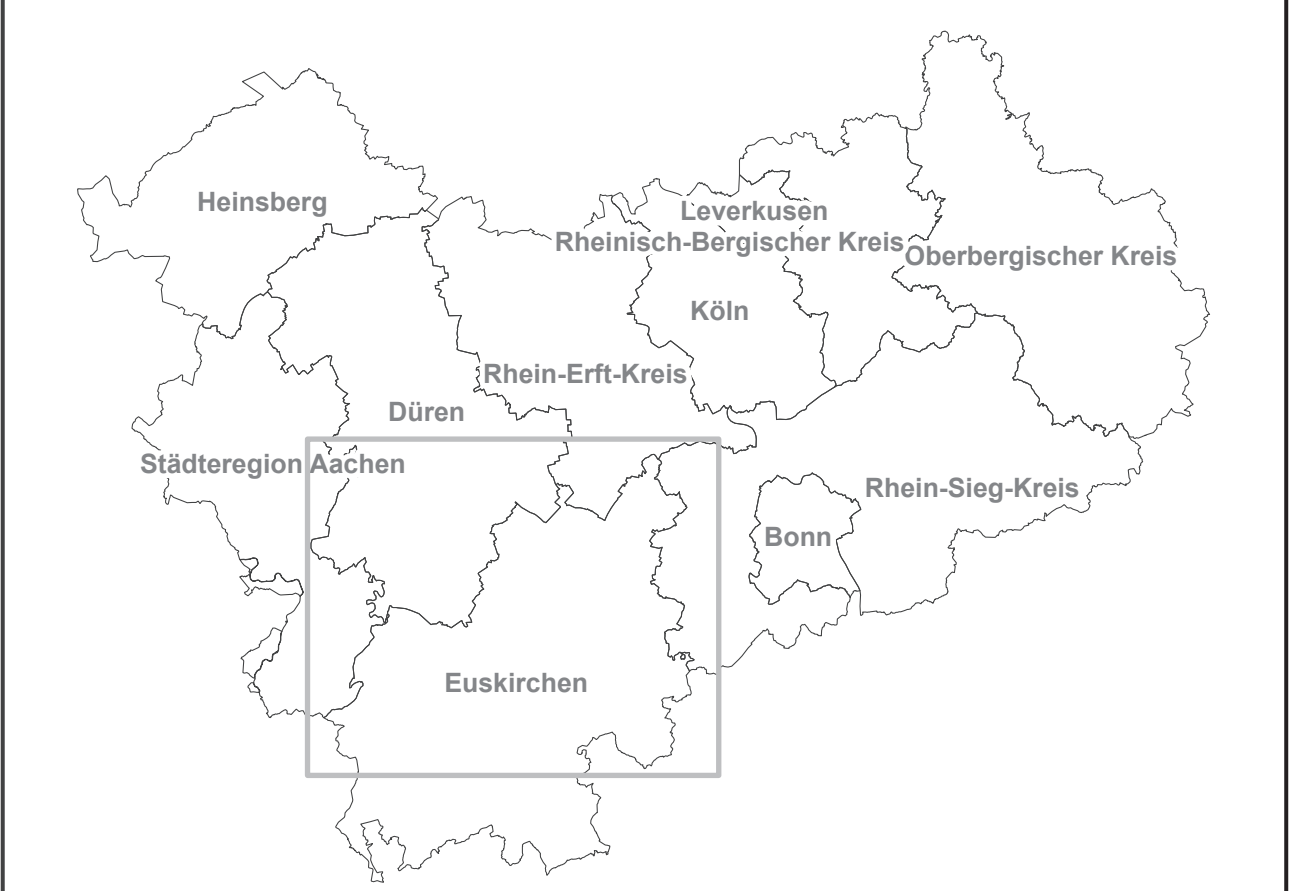 Heinsberg
Leverkusen
Rheinisch-Bergischer Kreis
Oberbergischer Kreis
Köln
Rhein-Erft-Kreis
Düren
Städteregion Aachen
Rhein-Sieg-Kreis
Bonn
Euskirchen